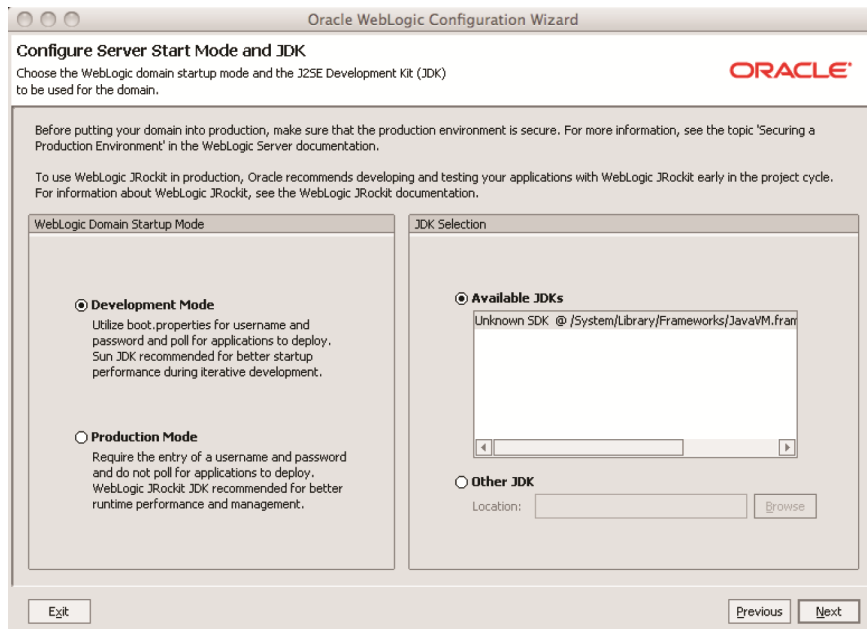 Oracle WebLogic Configuration Wizard
Configure Server Start Mode and JDK
Choose the WebLogic domain startup mode and the J2SE Development Kit (JDK)
to be used for the domain.
ORACLE
Before putting your domain into production, make sure that the production environment is secure. For more information, see the topic 'Securing a
Production Environment' in the WebLogic Server documentation.
To use WebLogic JRockit in production, Oracle recommends developing and testing your applications with WebLogic JRockit early in the project cycle.
For information about WebLogic JRockit, see the WebLogic JRockit documentation.
WebLogic Domain Startup Mode
Development Mode
Utilize boot.properties for username and
password and poll for applications to deploy.
Sun JDK recommended for better startup
performance during iterative development.
Production Mode
Require the entry of a username and password
and do not poll for applications to deploy.
WebLogic JRockit JDK recommended for better
runtime performance and management.
JDK Selection
Available JDKs
Unknown SDK @ /System/Library/Frameworks/JavaVM.fram
Other JDK
Location:
Browse
Exit
Previous
Next